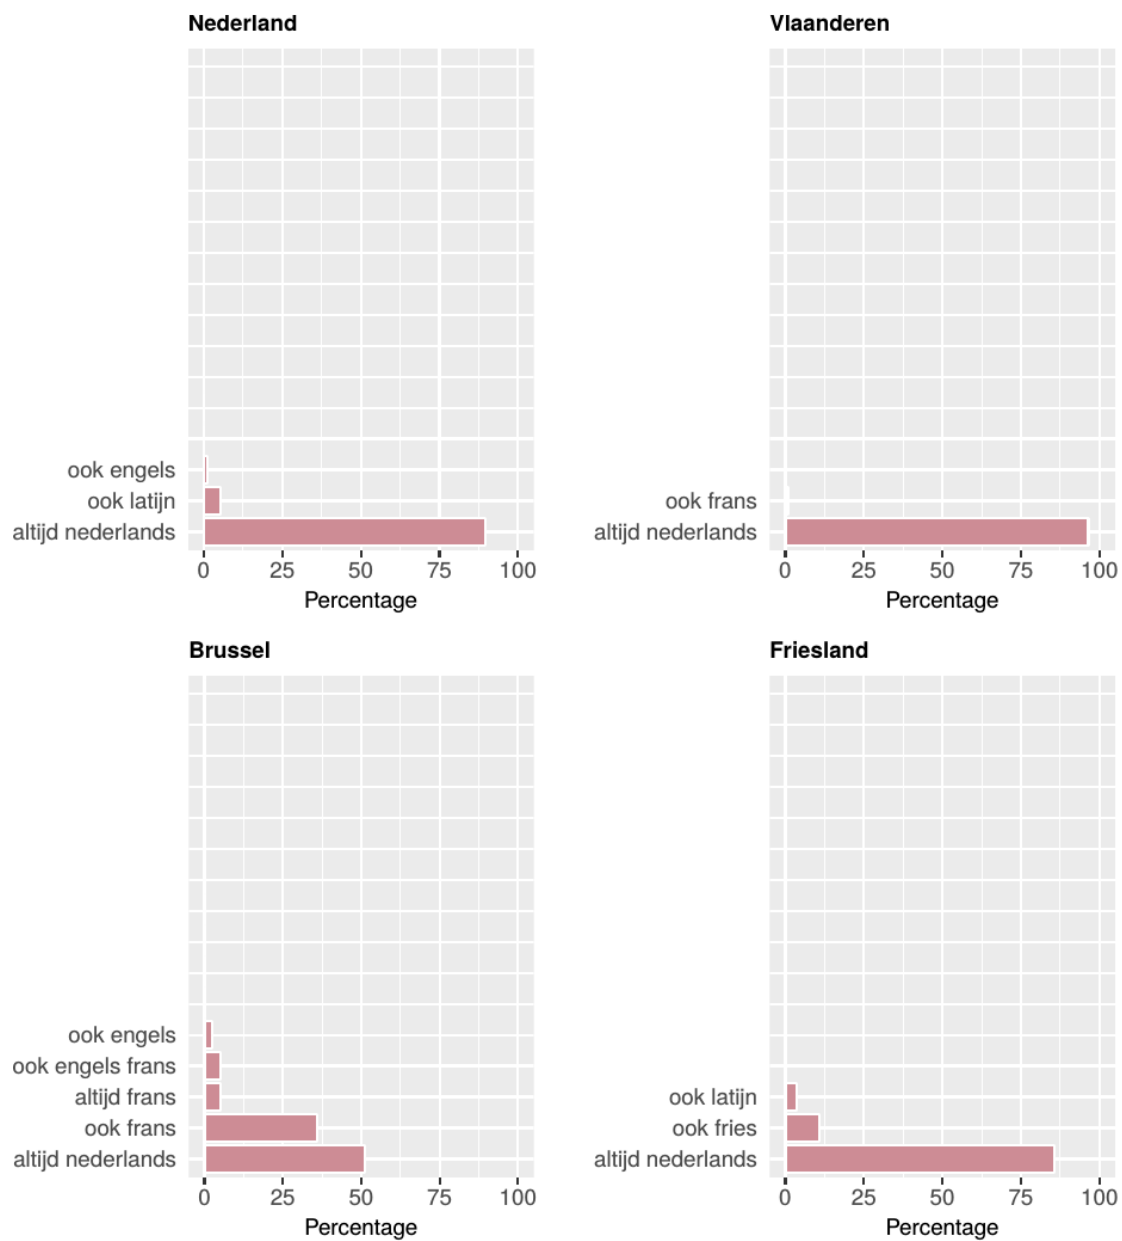 Nederland
ook engels
ook latijn
altijd nederlands
0 25 50 75 100
Percentage
Vlaanderen
ook frans
altijd nederlands
0 25 50 75 100
Percentage
Brussel
ook engels
ook engels frans
altijd frans
ook frans
altijd nederlands
0 25 50 75 100
Percentage
Friesland
ook latijn
ook fries
altijd nederlands
0 25 50 75 100
Percentage